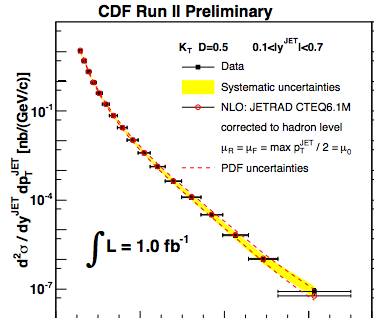 CDF Run II Preliminary
K_T D=0.5 0.1<|y^JET|<0.7
Data
Systematic uncertainties
NLO: JETRAD CTEQ6.1M
corrected to hadron level
μ_R = μ_F = max p_T^JET / 2 = μ_0
PDF uncertainties
d²σ / dy^JET dp_T^JET [nb/(GeV/c)]
10^-1
10^-4
10^-7
∫ L = 1.0 fb^-1